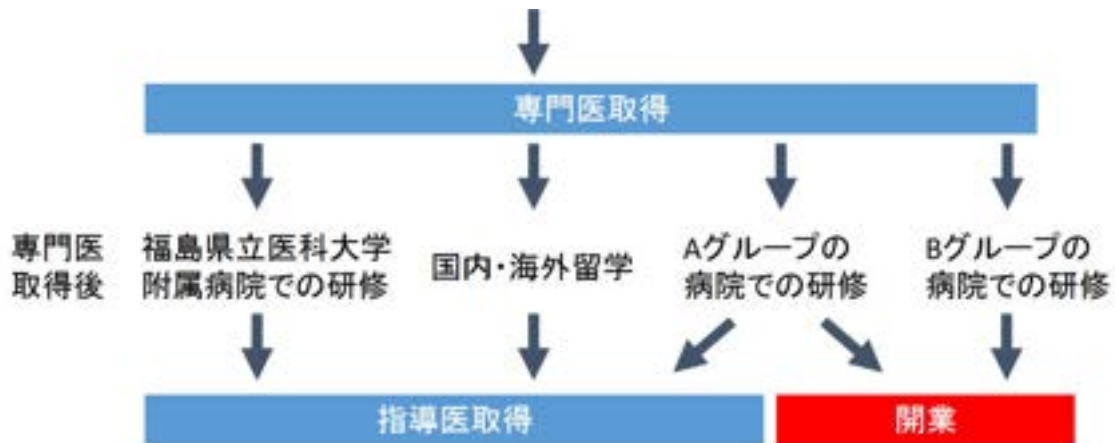 専門医取得
専門医
取得後
福島県立医科大学
附属病院での研修
国内・海外留学
Aグループの
病院での研修
Bグループの
病院での研修
指導医取得
開業